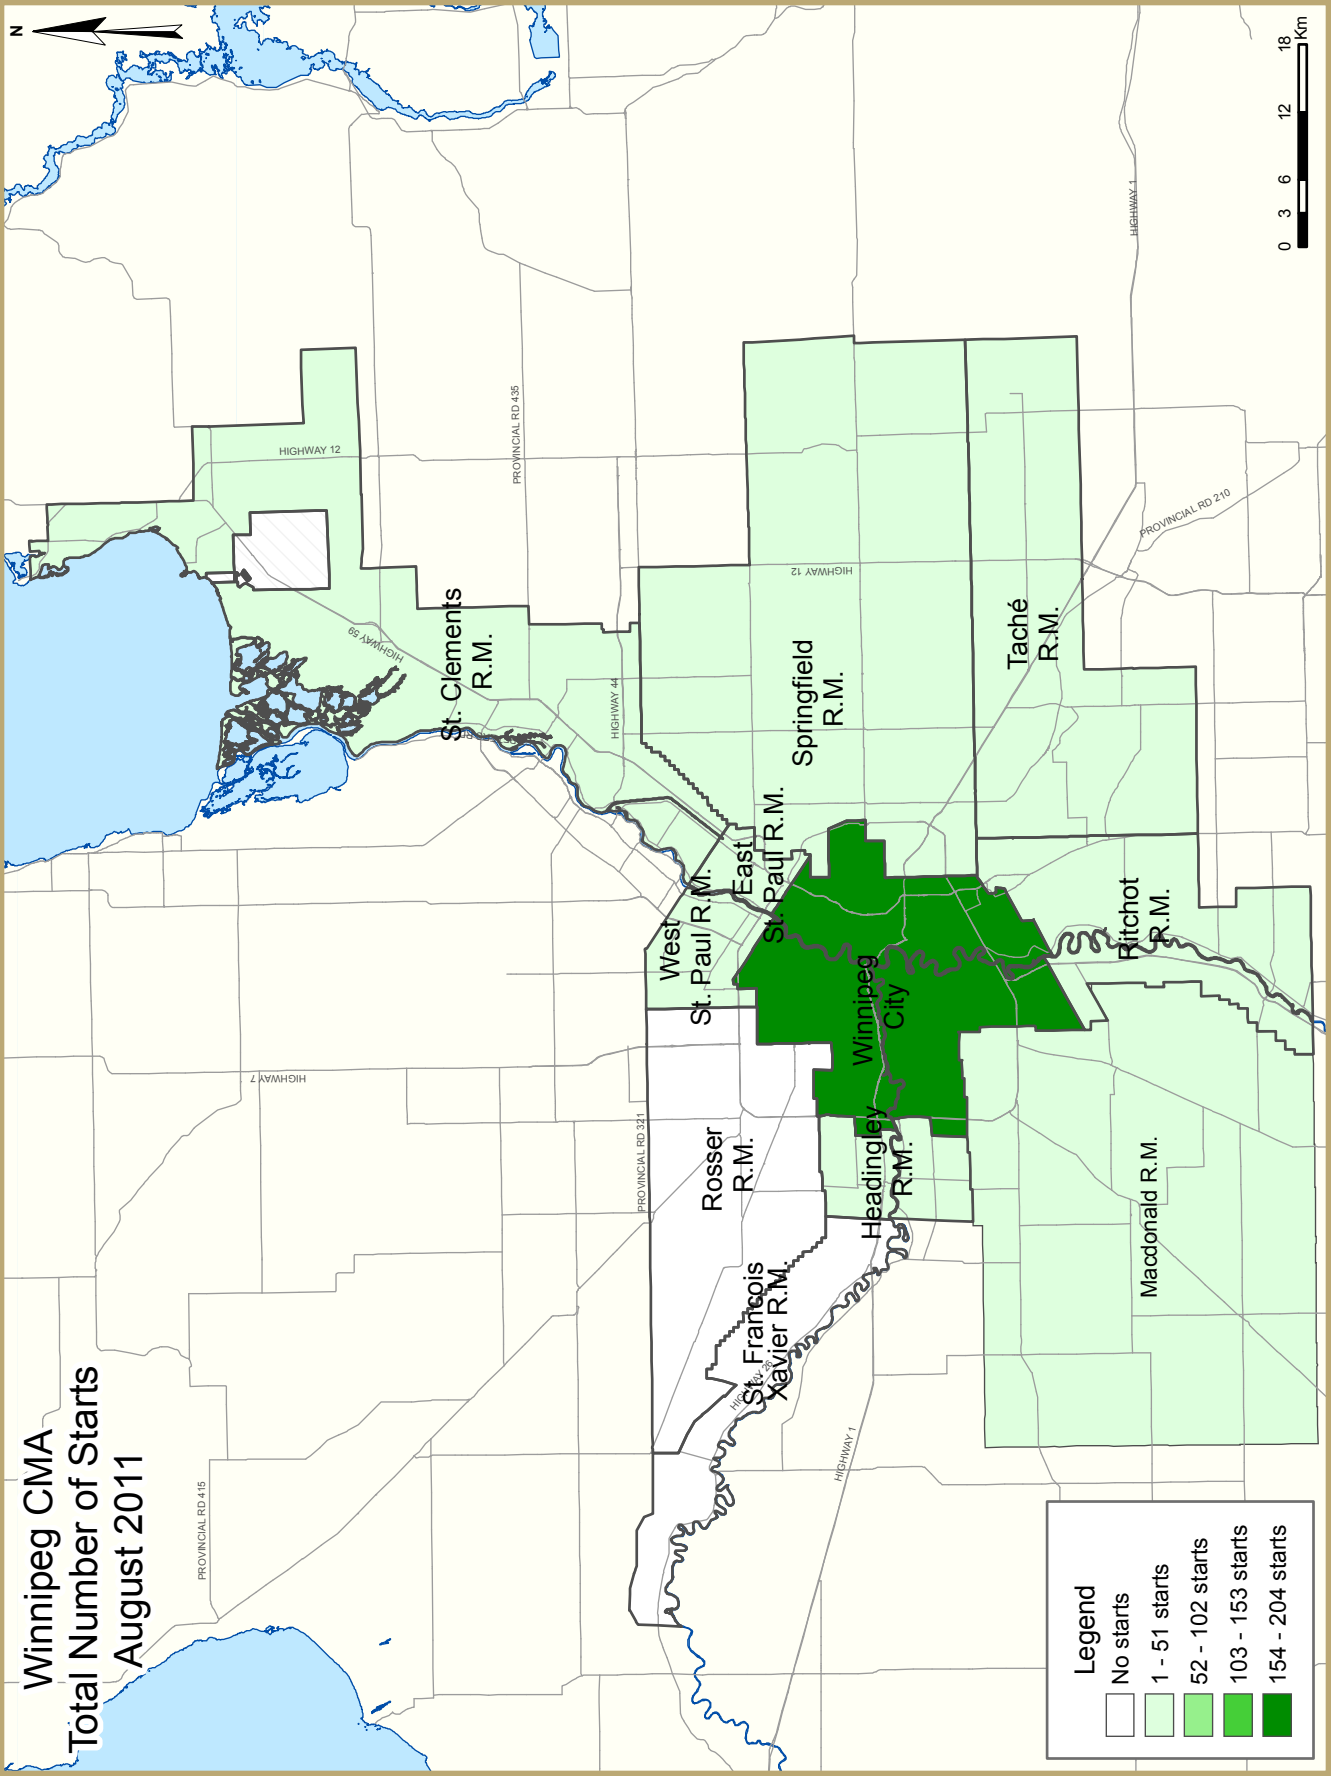 Winnipeg CMA
Total Number of Starts
August 2011
N
HIGHWAY 12
PROVINCIAL RD 435
HIGHWAY 59
St. Clements
R.M.
HIGHWAY 44
HIGHWAY 1
PROVINCIAL RD 210
HIGHWAY 12
Springfield
R.M.
Taché
R.M.
East
St. Paul R.M.
West
St. Paul R.M.
Ritchot
R.M.
Winnipeg
City
HIGHWAY 7
PROVINCIAL RD 321
Rosser
R.M.
Headingley
R.M.
St. Francois
Xavier R.M.
HIGHWAY 26
Macdonald R.M.
HIGHWAY 1
PROVINCIAL RD 415
Legend
No starts
1 - 51 starts
52 - 102 starts
103 - 153 starts
154 - 204 starts
0 3 6 12 18
Km